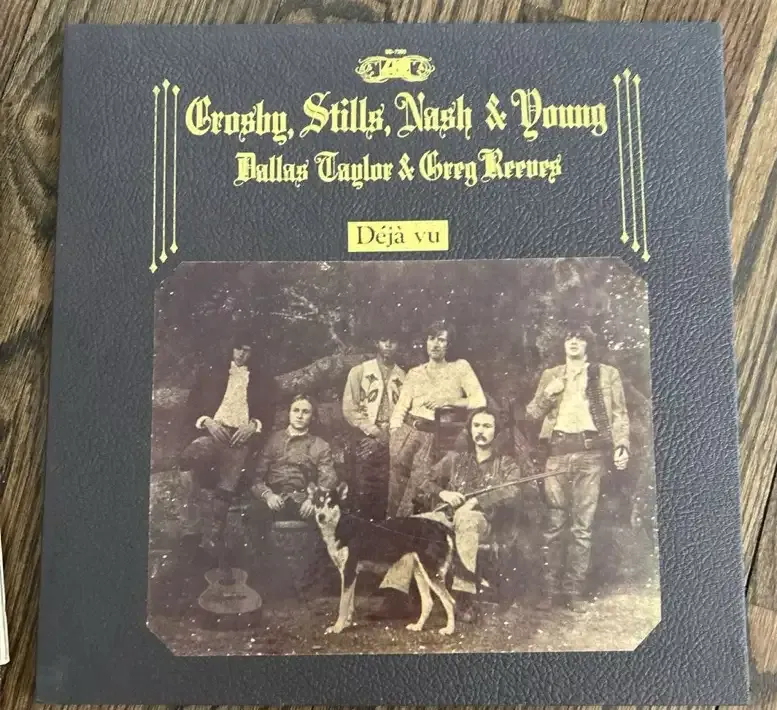 Crosby, Stills, Nash & Young
Dallas Taylor & Greg Reeves
Déjà vu